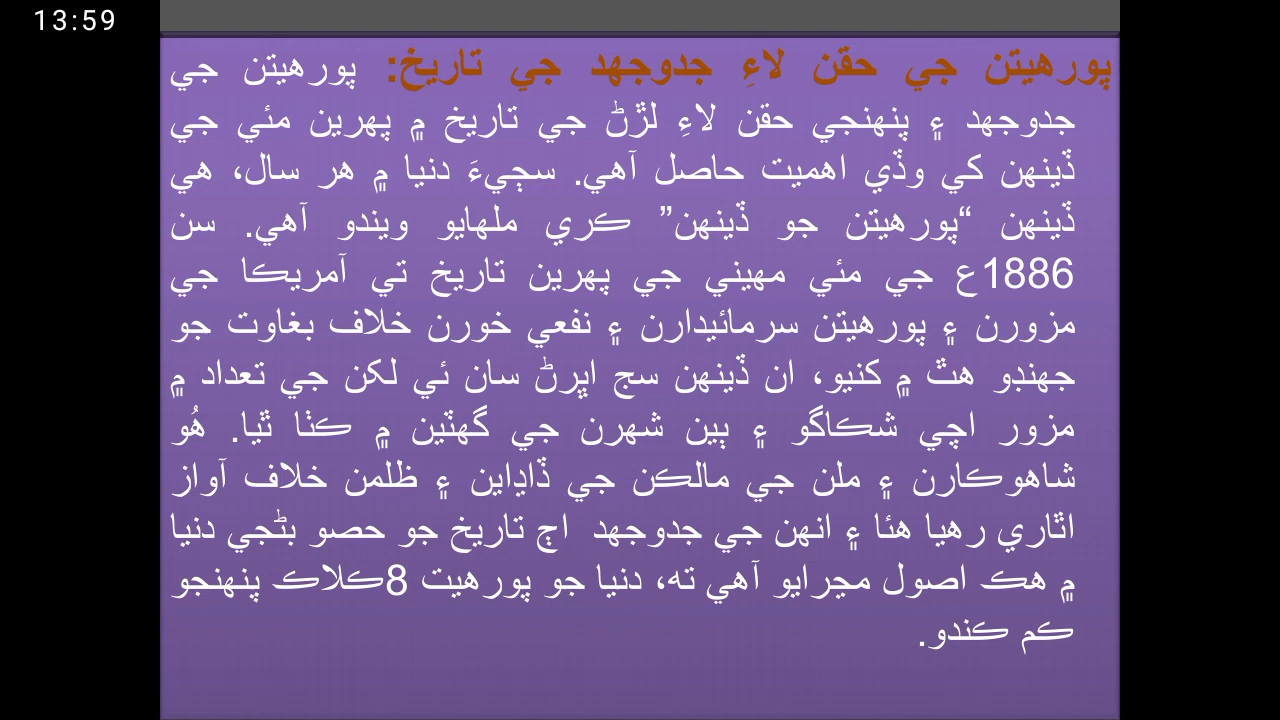 13:59
پورهيتن جي حقن لاءِ جدوجهد جي تاريخ: پورهيتن جي
جدوجهد ۽ پنهنجي حقن لاءِ لڙڻ جي تاريخ ۾ پهرين مئي جي
ڏينهن کي وڏي اهميت حاصل آهي. سڄيءَ دنيا ۾ هر سال، هي
ڏينهن “پورهيتن جو ڏينهن” ڪري ملهايو ويندو آهي. سن
1886ع جي مئي مهيني جي پهرين تاريخ تي آمريڪا جي
مزورن ۽ پورهيتن سرمائيدارن ۽ نفعي خورن خلاف بغاوت جو
جهنڊو هٿ ۾ کنيو، ان ڏينهن سج اڀرڻ سان ئي لکن جي تعداد ۾
مزور اچي شڪاگو ۽ ٻين شهرن جي گهٽين ۾ ڪٺا ٿيا. هُو
شاهوڪارن ۽ ملن جي مالڪن جي ڏاڍاين ۽ ظلمن خلاف آواز
اٿاري رهيا هئا ۽ انهن جي جدوجهد اڄ تاريخ جو حصو بڻجي دنيا
۾ هڪ اصول مڃرايو آهي ته، دنيا جو پورهيت 8ڪلاڪ پنهنجو
ڪم ڪندو.